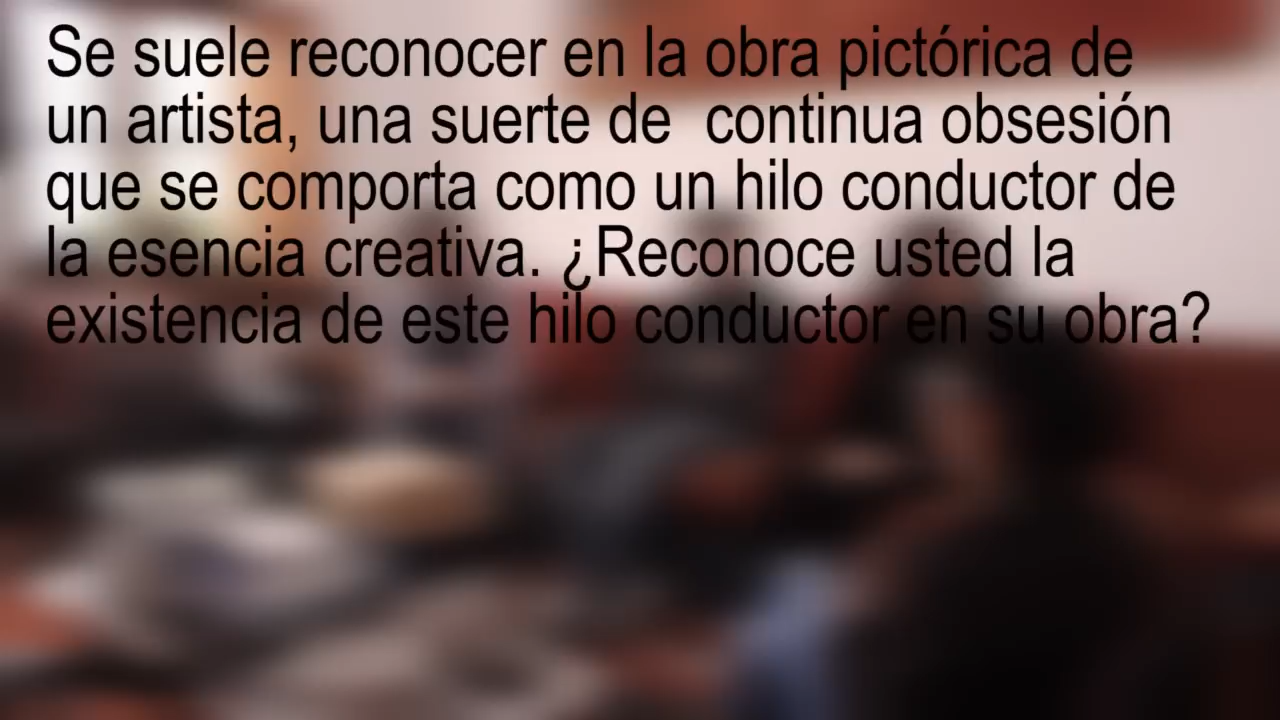 Se suele reconocer en la obra pictórica de
un artista, una suerte de  continua obsesión
que se comporta como un hilo conductor de
la esencia creativa. ¿Reconoce usted la
existencia de este hilo conductor en su obra?